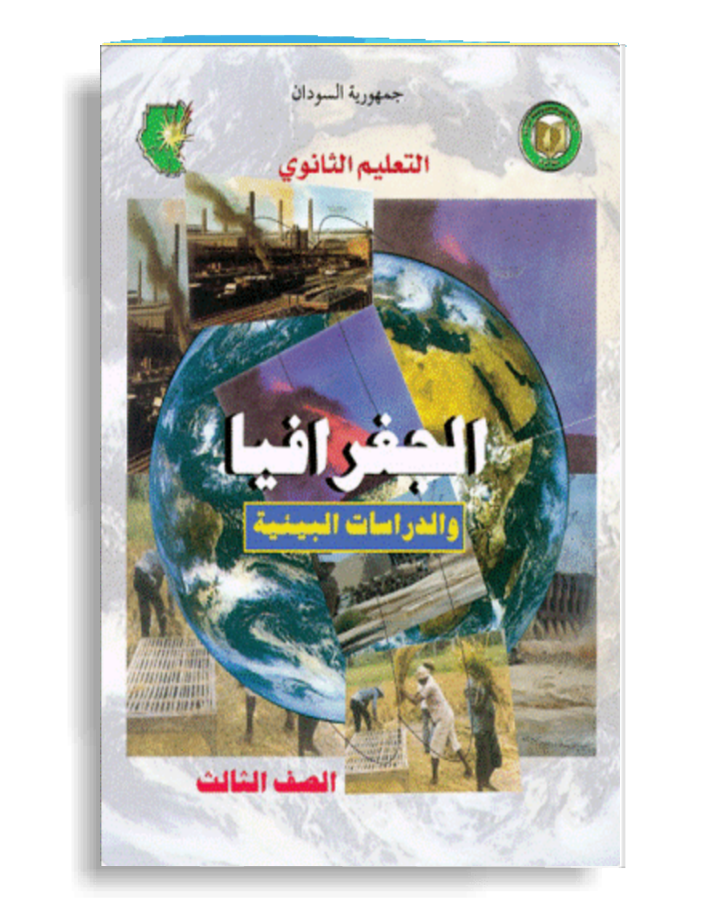 جمهورية السودان
التعليم الثانوي
الجغرافيا
والدراسات البيئية
الصف الثالث